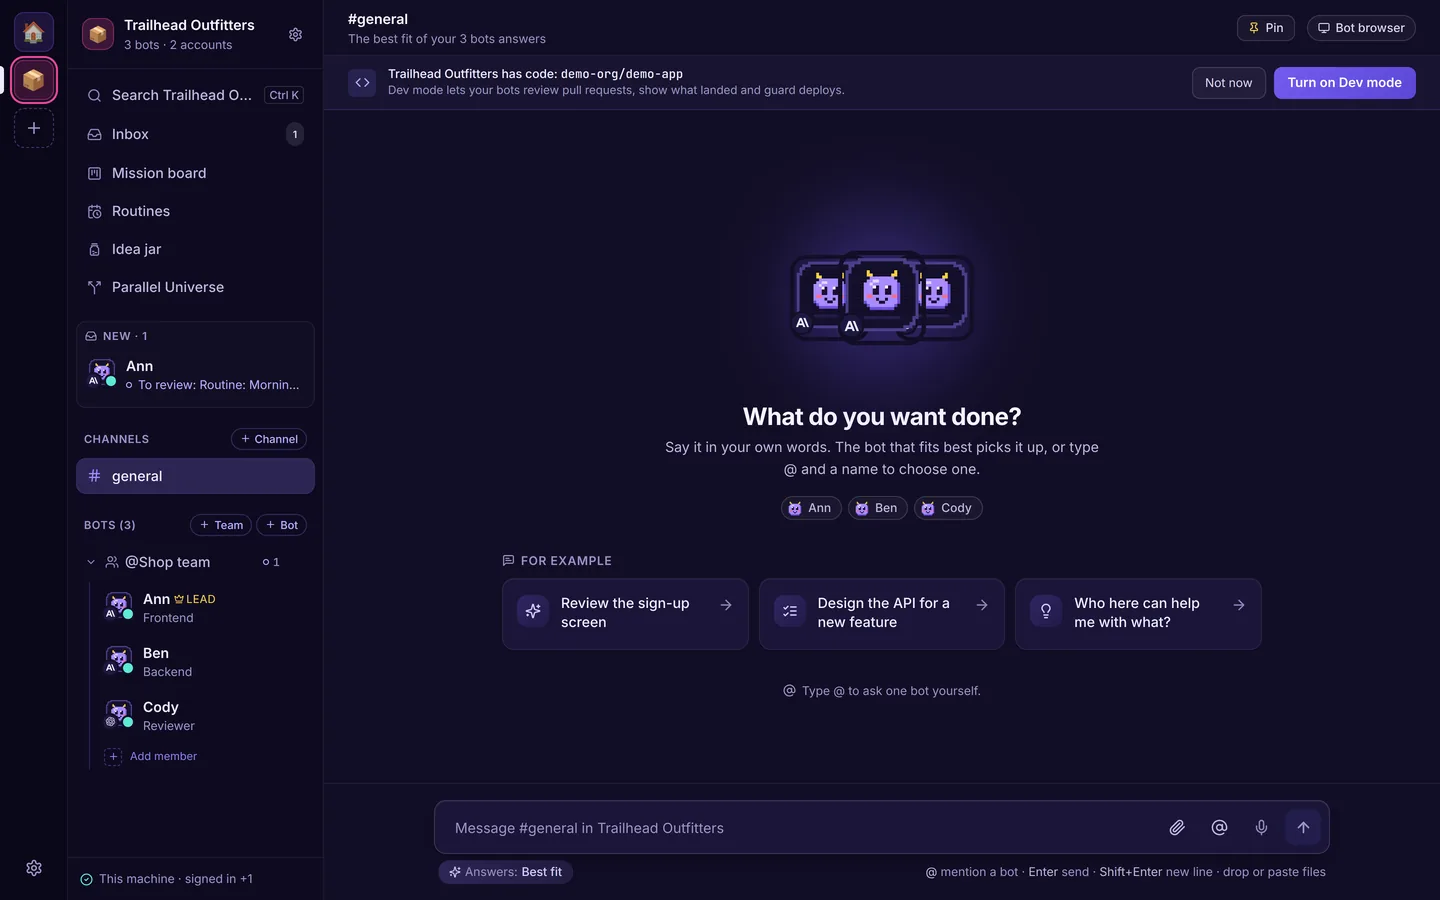 Trailhead Outfitters
3 bots · 2 accounts
Search Trailhead O... Ctrl K
Inbox 1
Mission board
Routines
Idea jar
Parallel Universe
NEW · 1
Ann
To review: Routine: Mornin...
CHANNELS + Channel
# general
BOTS (3) + Team + Bot
@Shop team 1
Ann LEAD
Frontend
Ben
Backend
Cody
Reviewer
+ Add member
This machine · signed in +1
#general
The best fit of your 3 bots answers
Pin
Bot browser
Trailhead Outfitters has code: demo-org/demo-app
Dev mode lets your bots review pull requests, show what landed and guard deploys.
Not now
Turn on Dev mode
What do you want done?
Say it in your own words. The bot that fits best picks it up, or type
@ and a name to choose one.
Ann Ben Cody
FOR EXAMPLE
Review the sign-up
screen
Design the API for a
new feature
Who here can help
me with what?
@ Type @ to ask one bot yourself.
Message #general in Trailhead Outfitters
Answers: Best fit
@ mention a bot · Enter send · Shift+Enter new line · drop or paste files